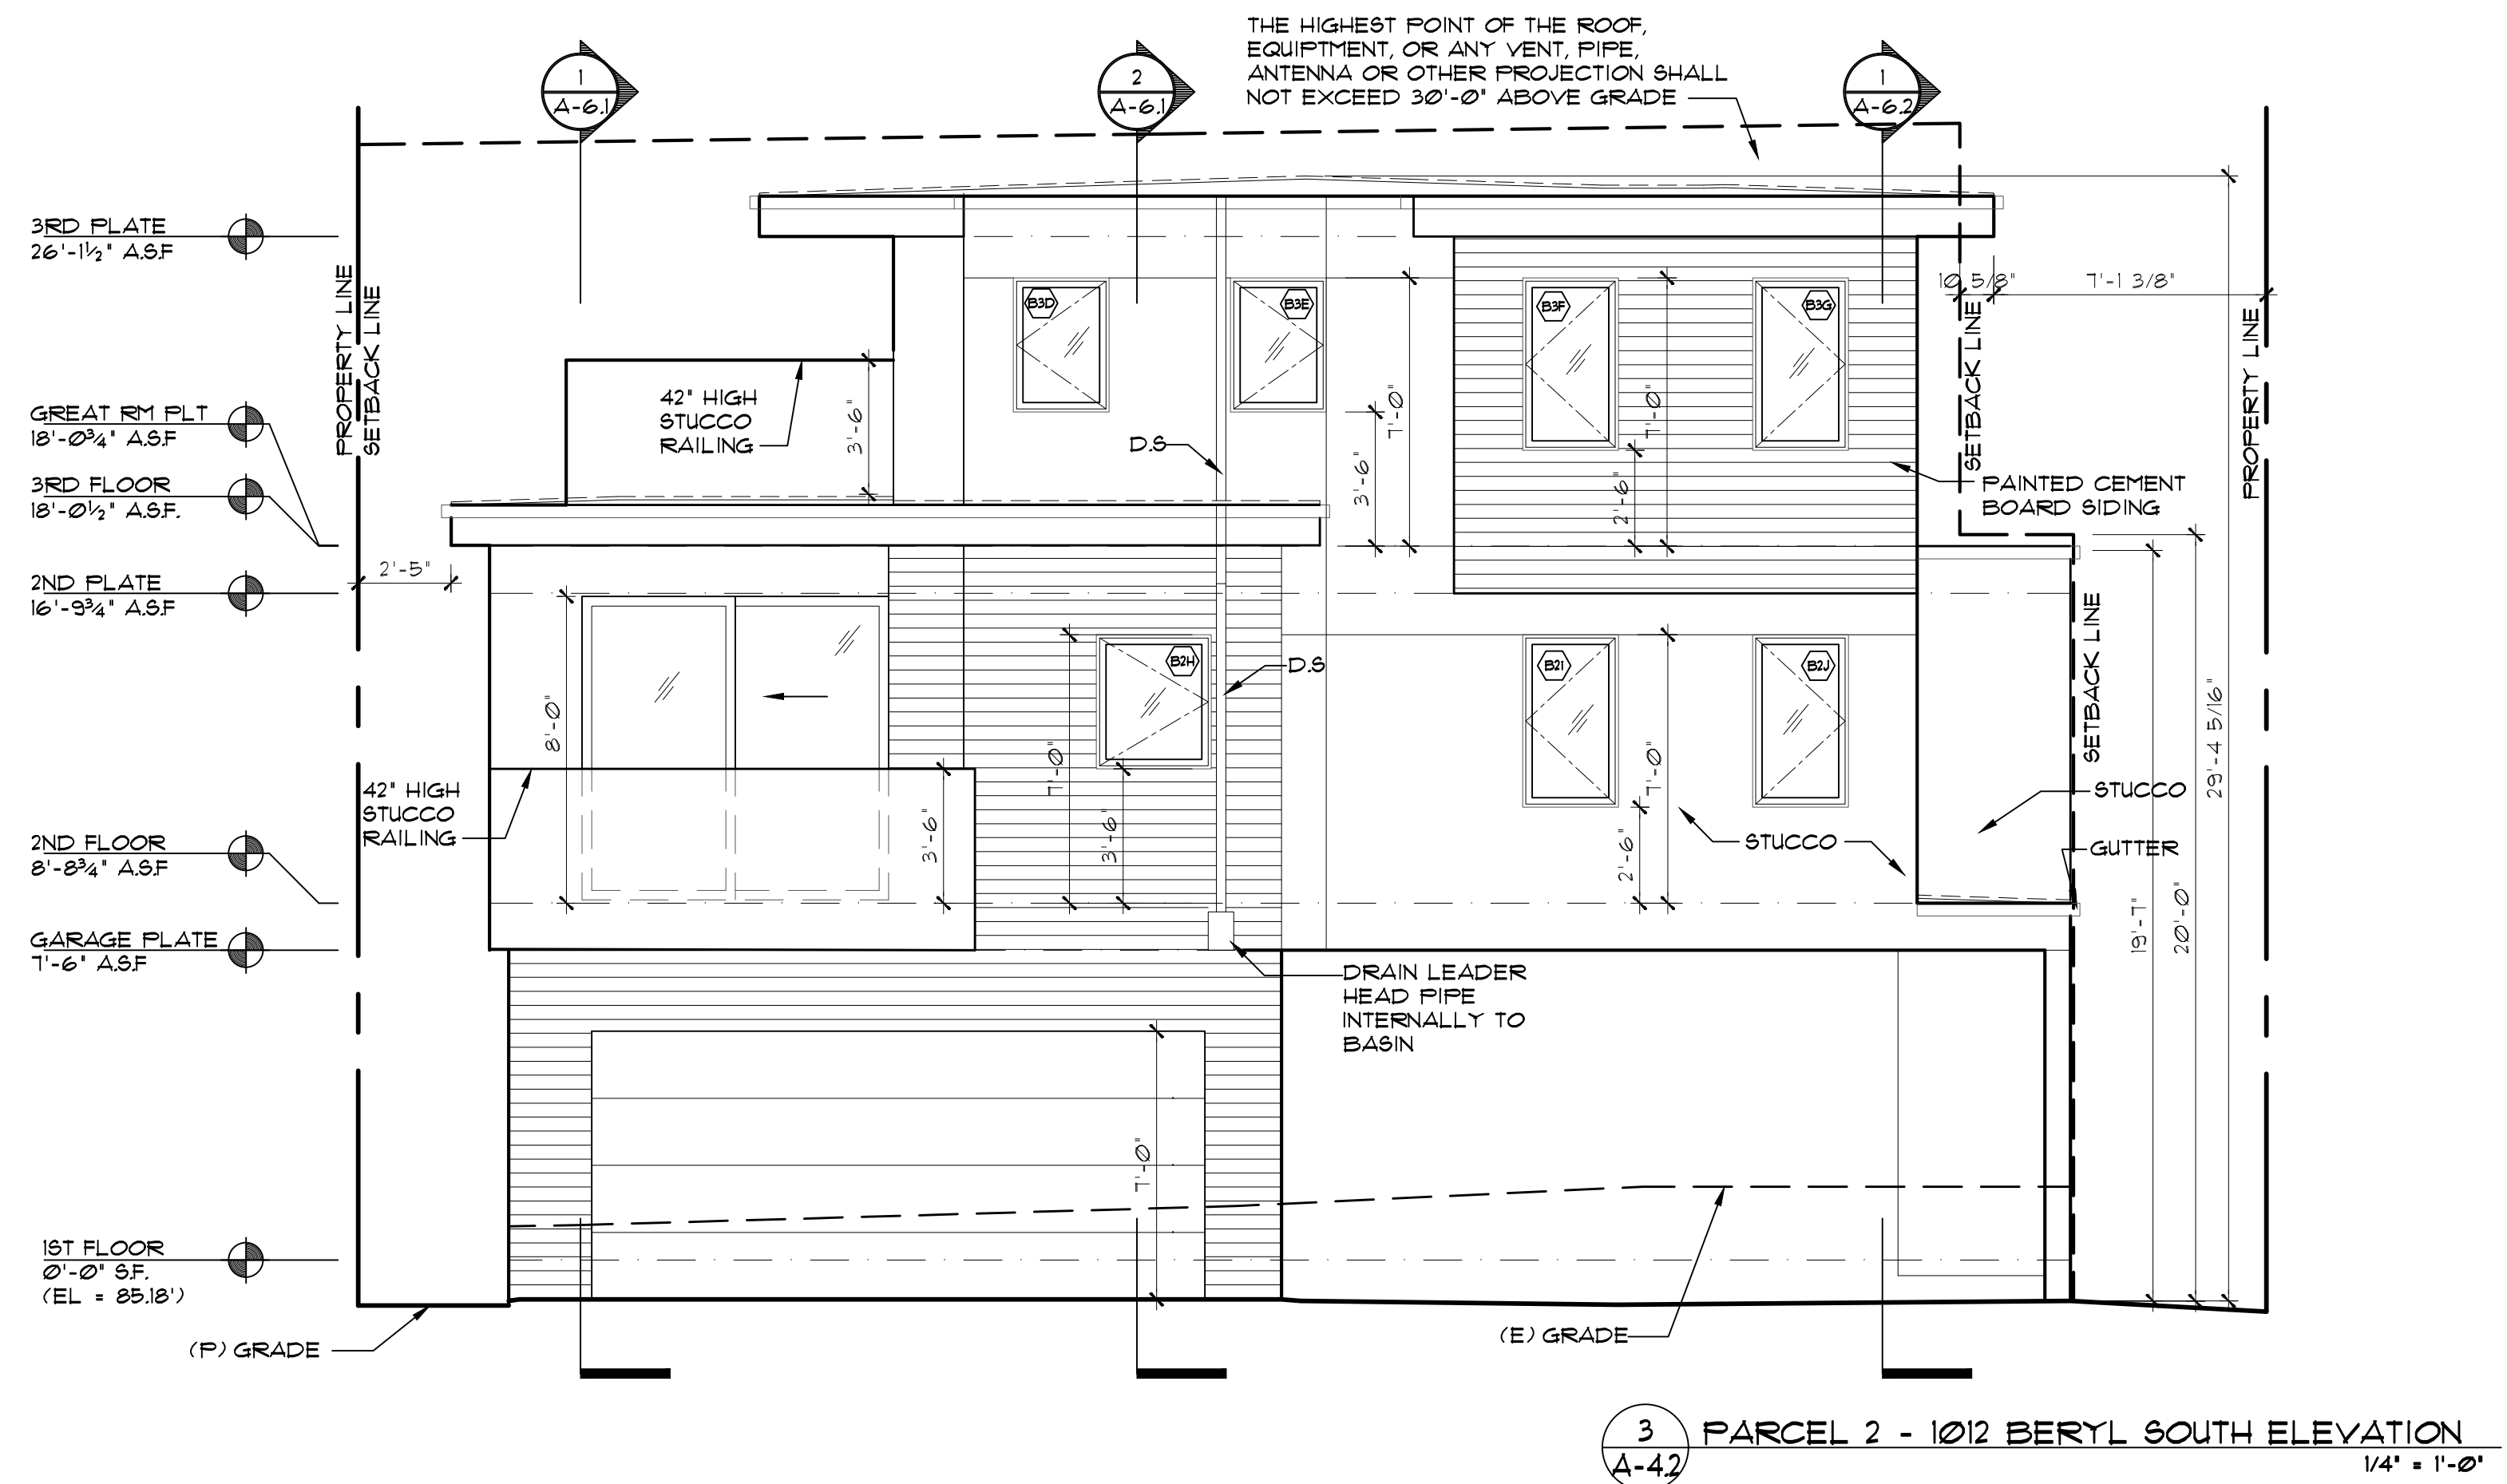 THE HIGHEST POINT OF THE ROOF,
EQUIPTMENT, OR ANY VENT, PIPE,
ANTENNA OR OTHER PROJECTION SHALL
NOT EXCEED 30'-0" ABOVE GRADE
1
A-6.1
2
A-6.1
1
A-6.2
3RD PLATE
26'-1½" A.S.F
GREAT RM PLT
18'-0¾" A.S.F
3RD FLOOR
18'-0½" A.S.F.
2ND PLATE
16'-9¾" A.S.F
2ND FLOOR
8'-8¾" A.S.F
GARAGE PLATE
7'-6" A.S.F
1ST FLOOR
0'-0" S.F.
(EL = 85.18')
PROPERTY LINE
SETBACK LINE
2'-5"
42" HIGH
STUCCO
RAILING
3'-6"
B3D
B3E
B3F
B3G
D.S
3'-6"
7'-0"
2'-6"
7'-0"
10 5/8"
7'-1 3/8"
SETBACK LINE
PROPERTY LINE
PAINTED CEMENT
BOARD SIDING
8'-0"
42" HIGH
STUCCO
RAILING
3'-6"
7'-0"
3'-6"
B2H
D.S
B2I
B2J
2'-6"
7'-0"
STUCCO
SETBACK LINE
STUCCO
GUTTER
19'-7"
20'-0"
29'-4 5/16"
DRAIN LEADER
HEAD PIPE
INTERNALLY TO
BASIN
7'-0"
(P) GRADE
(E) GRADE
3
A-4.2
PARCEL 2 - 1012 BERYL SOUTH ELEVATION
1/4" = 1'-0"